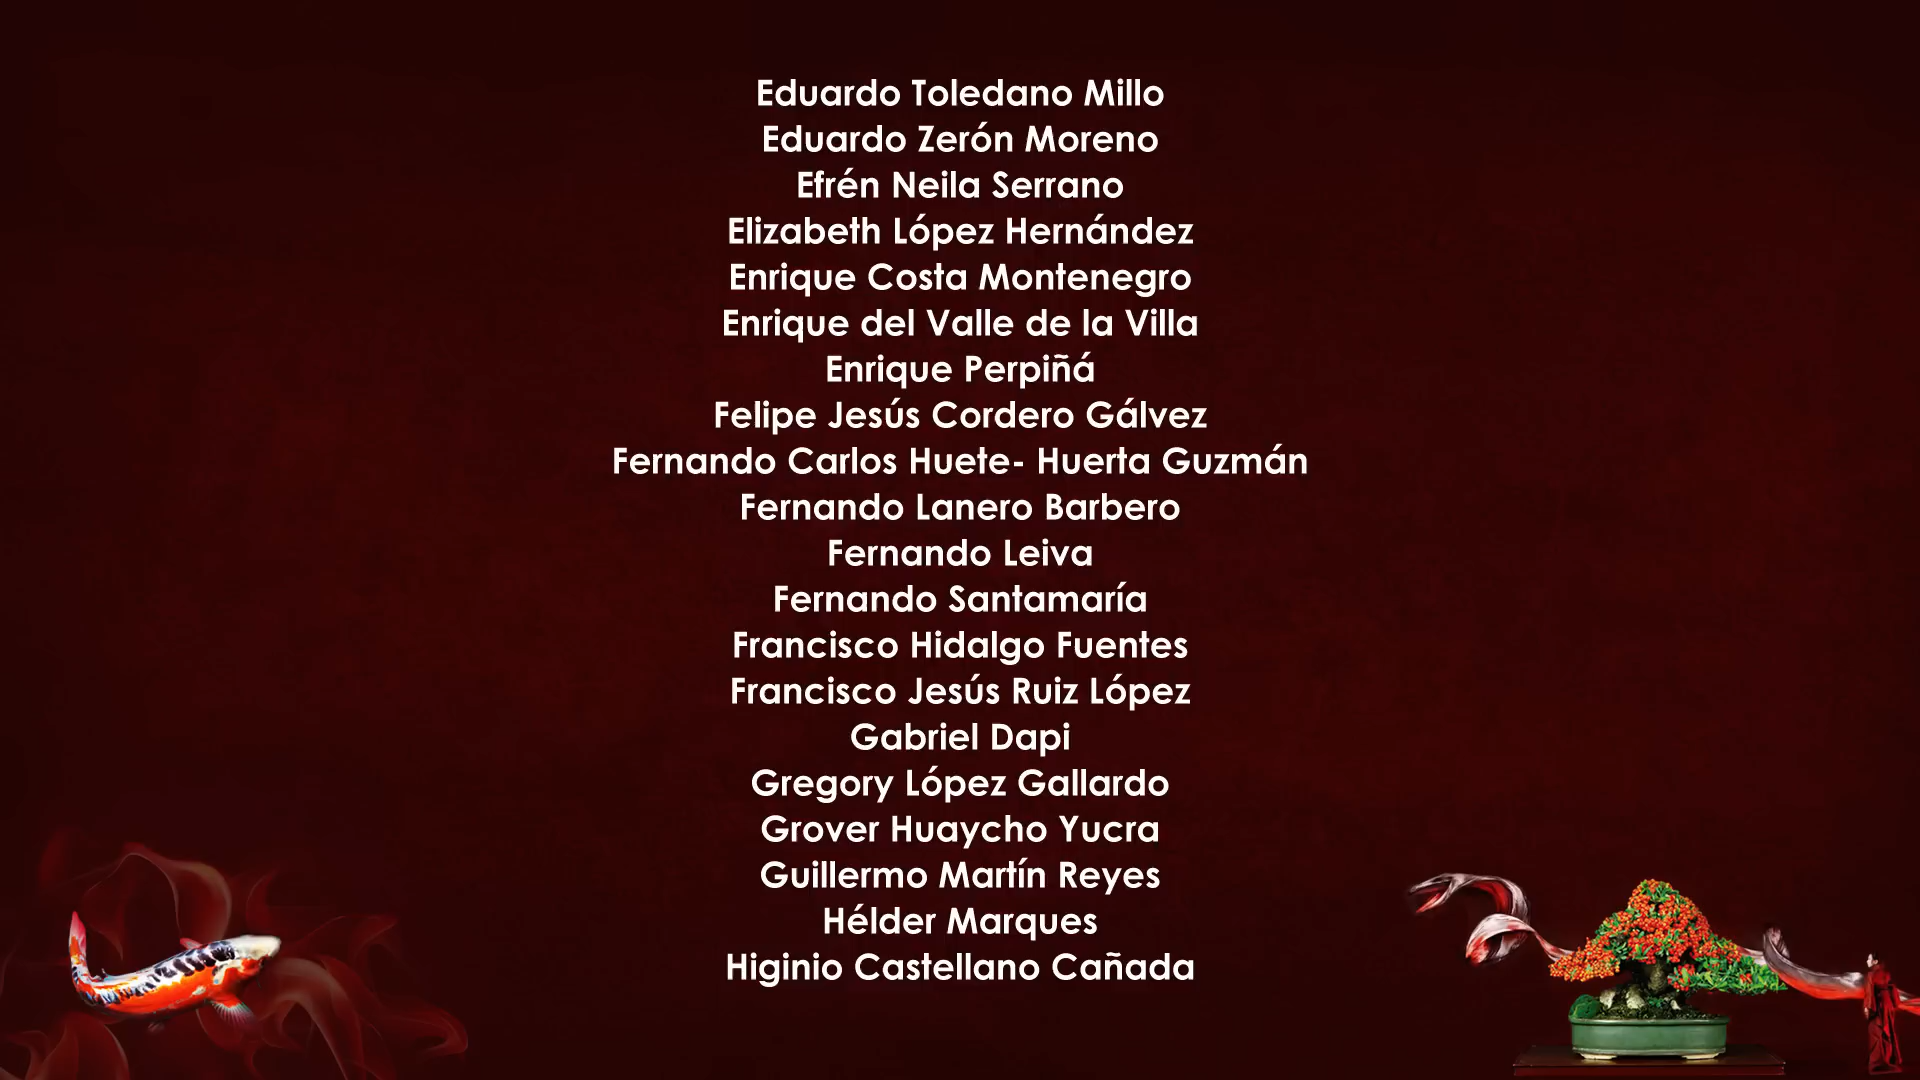 Eduardo Toledano Millo
Eduardo Zerón Moreno
Efrén Neila Serrano
Elizabeth López Hernández
Enrique Costa Montenegro
Enrique del Valle de la Villa
Enrique Perpiñá
Felipe Jesús Cordero Gálvez
Fernando Carlos Huete- Huerta Guzmán
Fernando Lanero Barbero
Fernando Leiva
Fernando Santamaría
Francisco Hidalgo Fuentes
Francisco Jesús Ruiz López
Gabriel Dapi
Gregory López Gallardo
Grover Huaycho Yucra
Guillermo Martín Reyes
Hélder Marques
Higinio Castellano Cañada